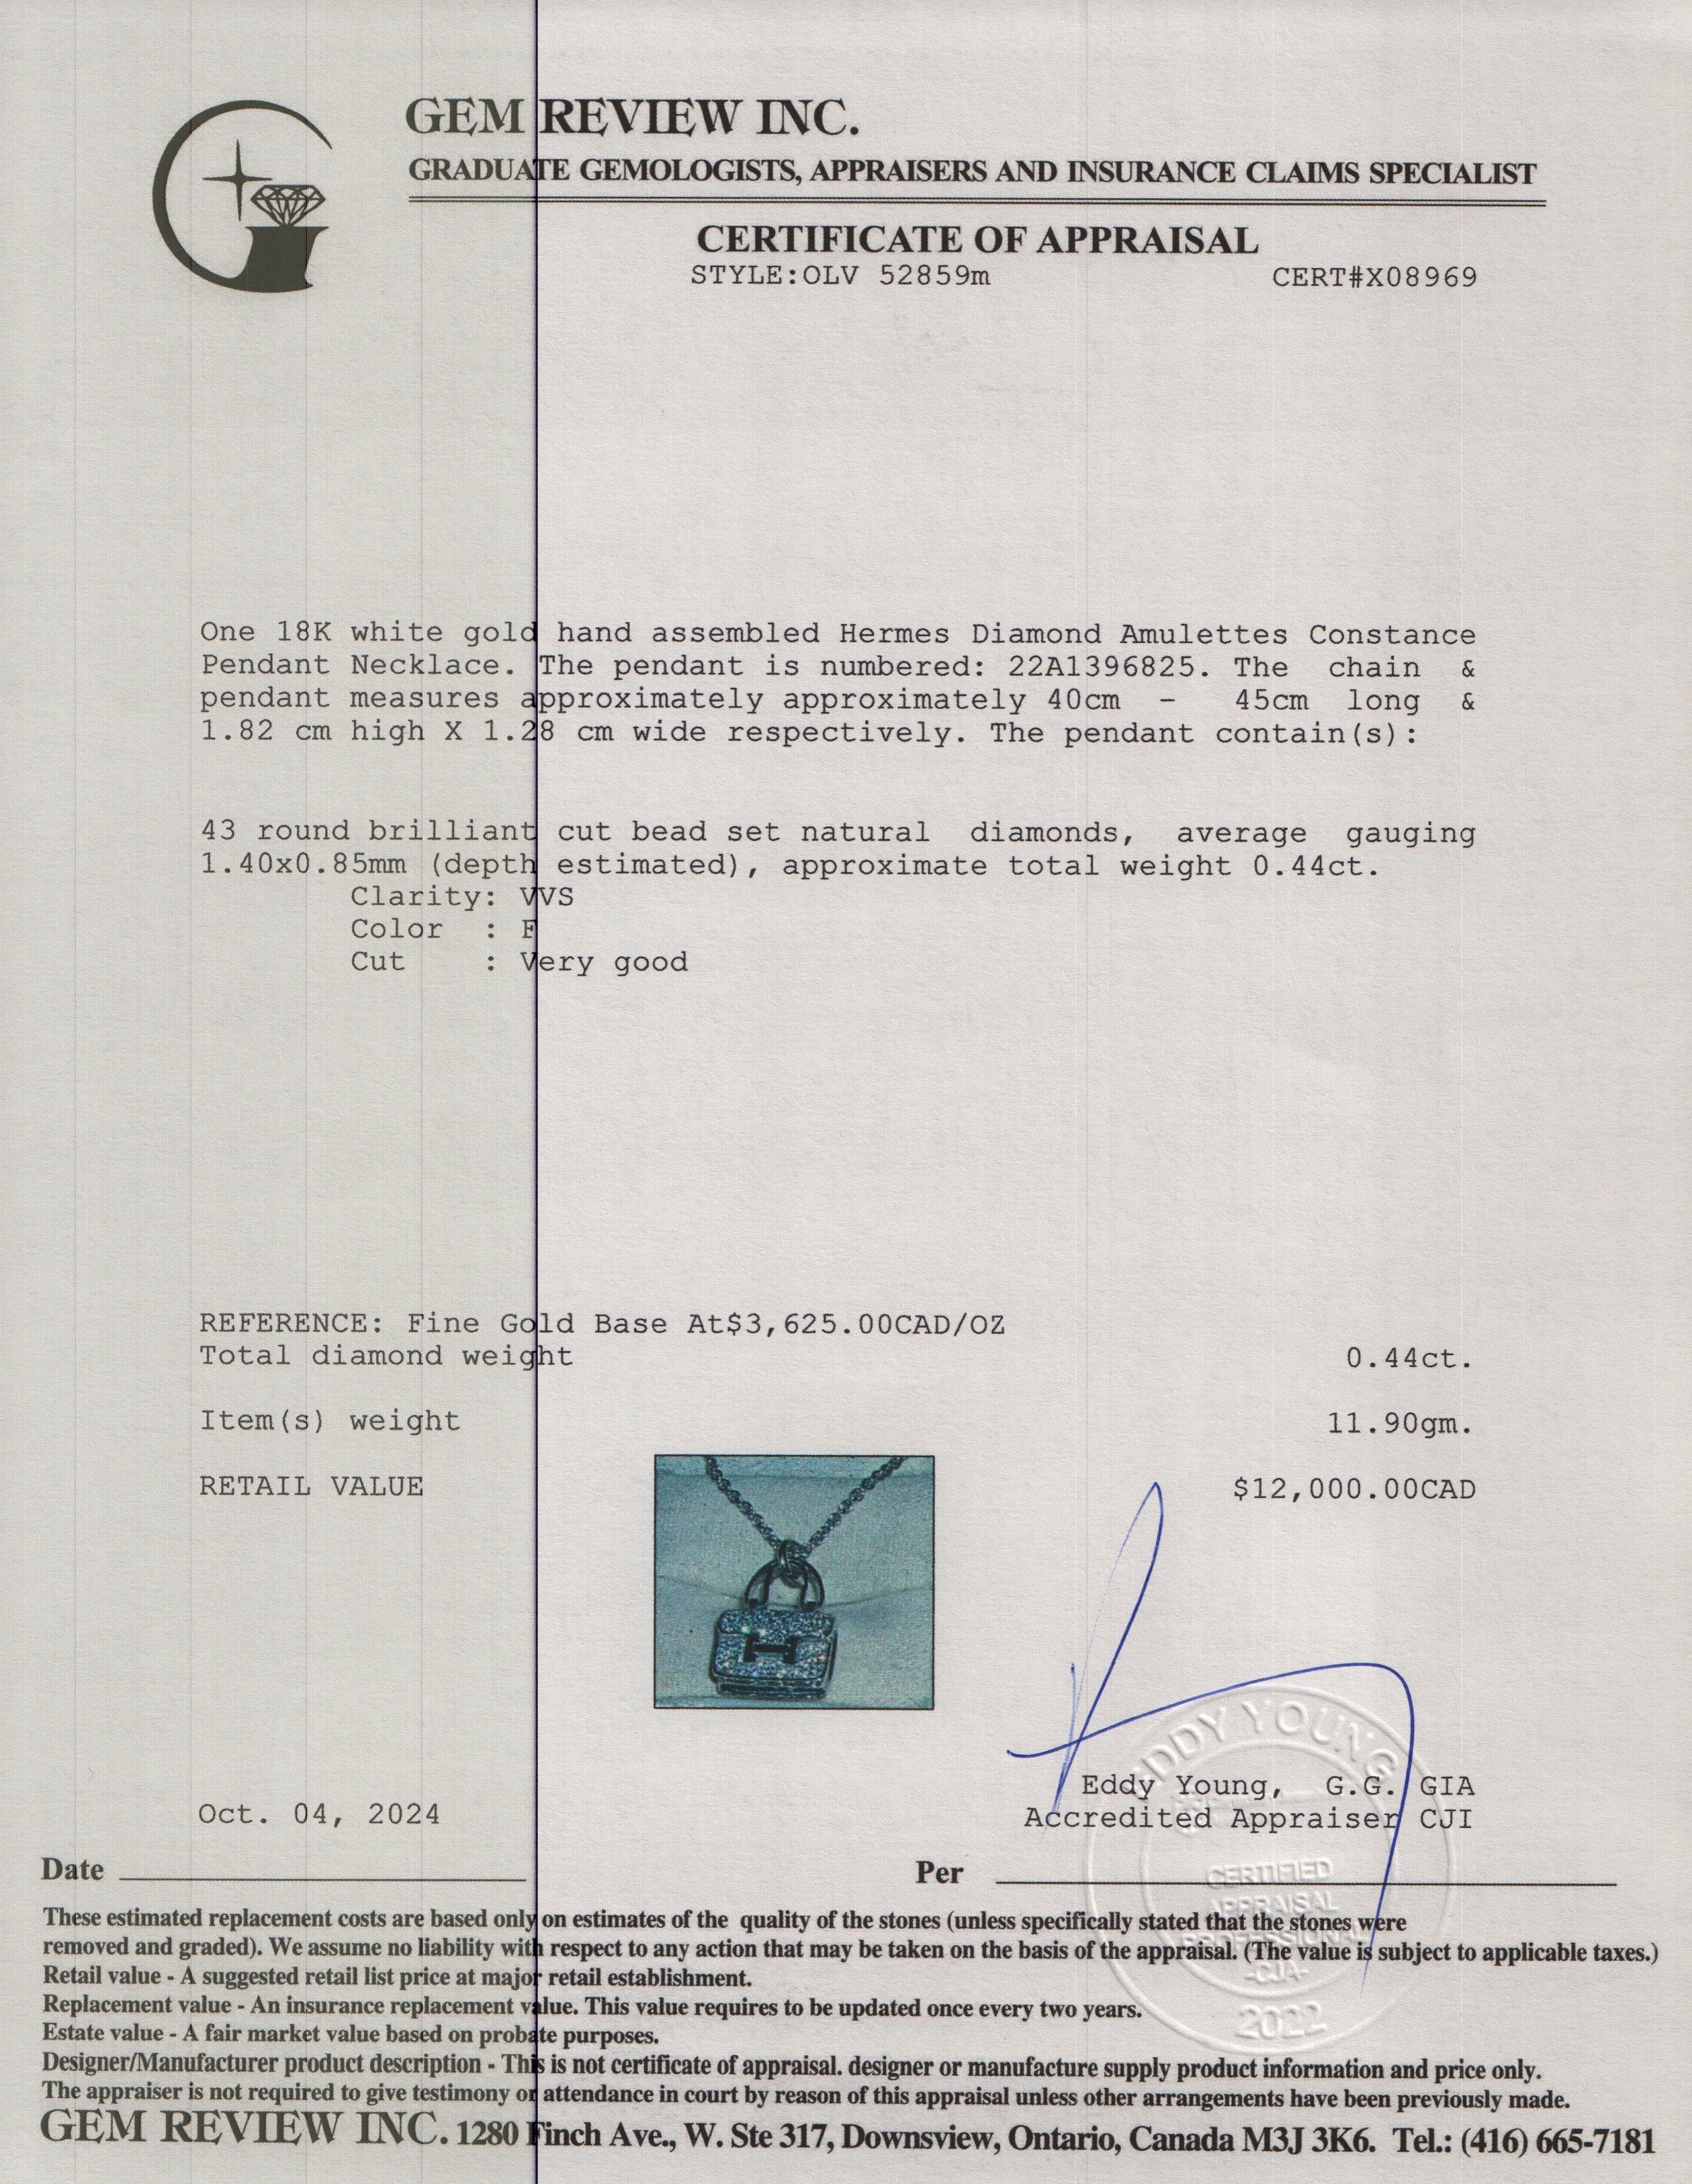 GEM REVIEW INC.
GRADUATE GEMOLOGISTS, APPRAISERS AND INSURANCE CLAIMS SPECIALIST
CERTIFICATE OF APPRAISAL
STYLE:OLV 52859m CERT#X08969
One 18K white gold hand assembled Hermes Diamond Amulettes Constance
Pendant Necklace. The pendant is numbered: 22A1396825. The chain &
pendant measures approximately approximately 40cm - 45cm long &
1.82 cm high X 1.28 cm wide respectively. The pendant contain(s):
43 round brilliant cut bead set natural diamonds, average gauging
1.40x0.85mm (depth estimated), approximate total weight 0.44ct.
Clarity: VVS
Color : F
Cut : Very good
REFERENCE: Fine Gold Base At$3,625.00CAD/OZ
Total diamond weight 0.44ct.
Item(s) weight 11.90gm.
RETAIL VALUE $12,000.00CAD
H
EDDY YOUNG
Eddy Young, G.G. GIA
Oct. 04, 2024
Accredited Appraiser CJI
Date
Per
CERTIFIED
APPRAISAL
PROFESSIONAL
-CJA-
2022
These estimated replacement costs are based only on estimates of the quality of the stones (unless specifically stated that the stones were
removed and graded). We assume no liability with respect to any action that may be taken on the basis of the appraisal. (The value is subject to applicable taxes.)
Retail value - A suggested retail list price at major retail establishment.
Replacement value - An insurance replacement value. This value requires to be updated once every two years.
Estate value - A fair market value based on probate purposes.
Designer/Manufacturer product description - This is not certificate of appraisal. designer or manufacture supply product information and price only.
The appraiser is not required to give testimony or attendance in court by reason of this appraisal unless other arrangements have been previously made.
GEM REVIEW INC. 1280 Finch Ave., W. Ste 317, Downsview, Ontario, Canada M3J 3K6. Tel.: (416) 665-7181